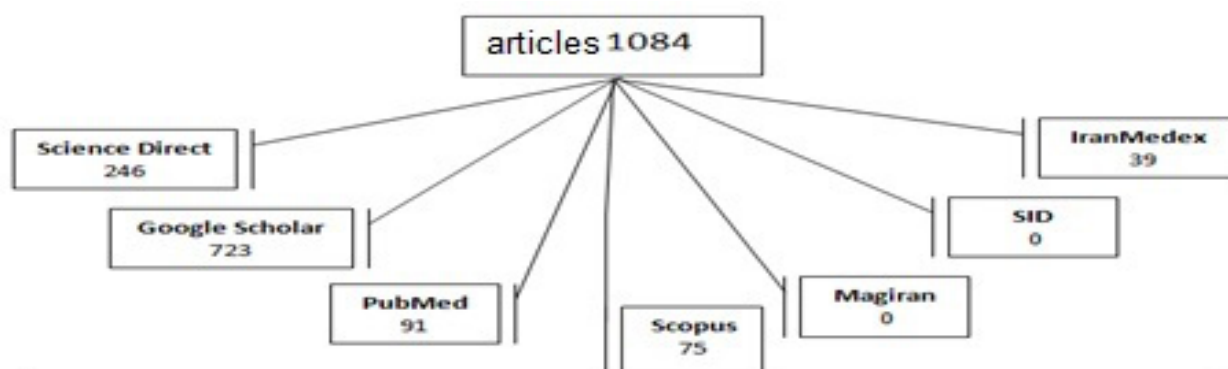 articles 1084
Science Direct
246
IranMedex
39
Google Scholar
723
SID
0
PubMed
91
Magiran
0
Scopus
75